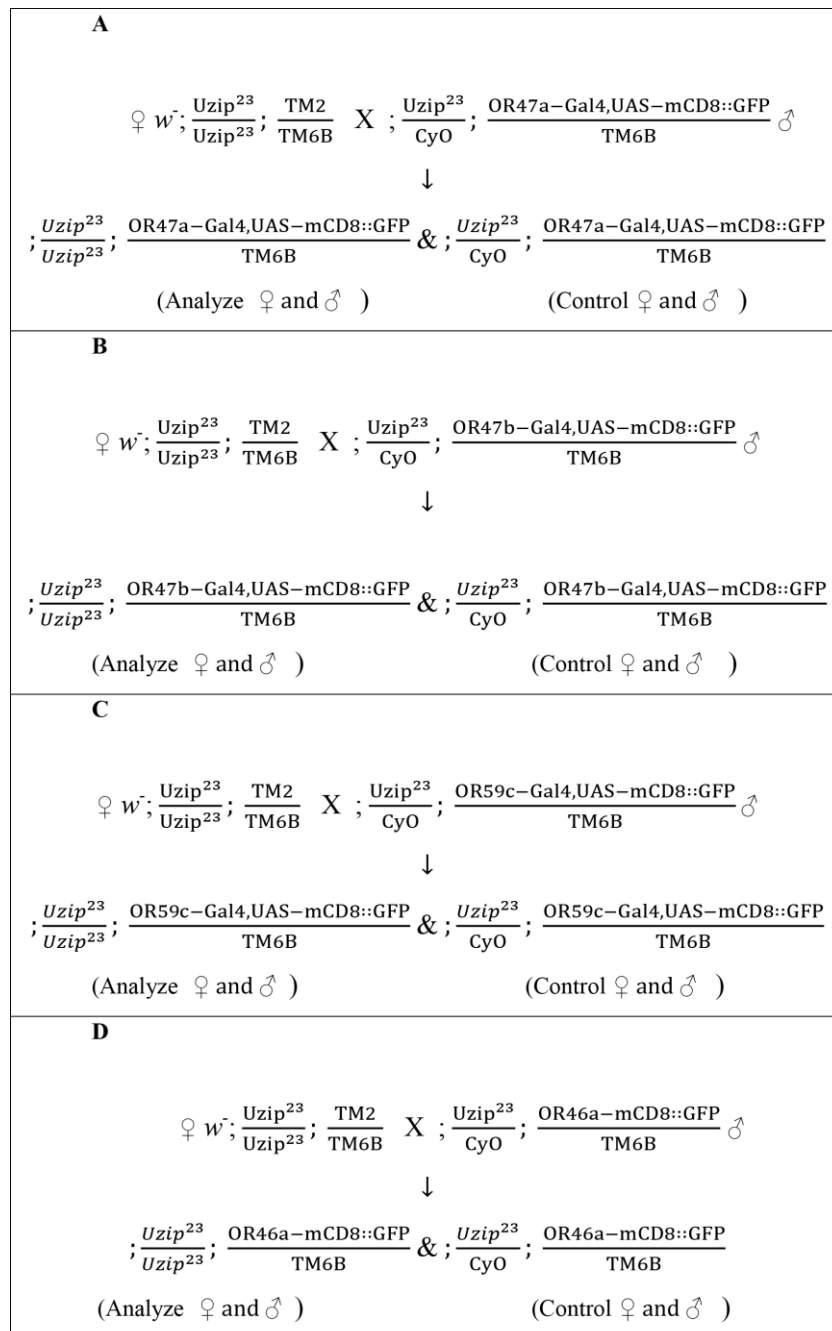 A
♀ w⁻; Uzip²³/Uzip²³; TM2/TM6B X ; Uzip²³/CyO; OR47a−Gal4,UAS−mCD8::GFP/TM6B ♂
↓
; Uzip²³/Uzip²³; OR47a−Gal4,UAS−mCD8::GFP/TM6B & ; Uzip²³/CyO; OR47a−Gal4,UAS−mCD8::GFP/TM6B
(Analyze ♀ and ♂ ) (Control ♀ and ♂ )
B
♀ w⁻; Uzip²³/Uzip²³; TM2/TM6B X ; Uzip²³/CyO; OR47b−Gal4,UAS−mCD8::GFP/TM6B ♂
↓
; Uzip²³/Uzip²³; OR47b−Gal4,UAS−mCD8::GFP/TM6B & ; Uzip²³/CyO; OR47b−Gal4,UAS−mCD8::GFP/TM6B
(Analyze ♀ and ♂ ) (Control ♀ and ♂ )
C
♀ w⁻; Uzip²³/Uzip²³; TM2/TM6B X ; Uzip²³/CyO; OR59c−Gal4,UAS−mCD8::GFP/TM6B ♂
↓
; Uzip²³/Uzip²³; OR59c−Gal4,UAS−mCD8::GFP/TM6B & ; Uzip²³/CyO; OR59c−Gal4,UAS−mCD8::GFP/TM6B
(Analyze ♀ and ♂ ) (Control ♀ and ♂ )
D
♀ w⁻; Uzip²³/Uzip²³; TM2/TM6B X ; Uzip²³/CyO; OR46a−mCD8::GFP/TM6B ♂
↓
; Uzip²³/Uzip²³; OR46a−mCD8::GFP/TM6B & ; Uzip²³/CyO; OR46a−mCD8::GFP/TM6B
(Analyze ♀ and ♂ ) (Control ♀ and ♂ )